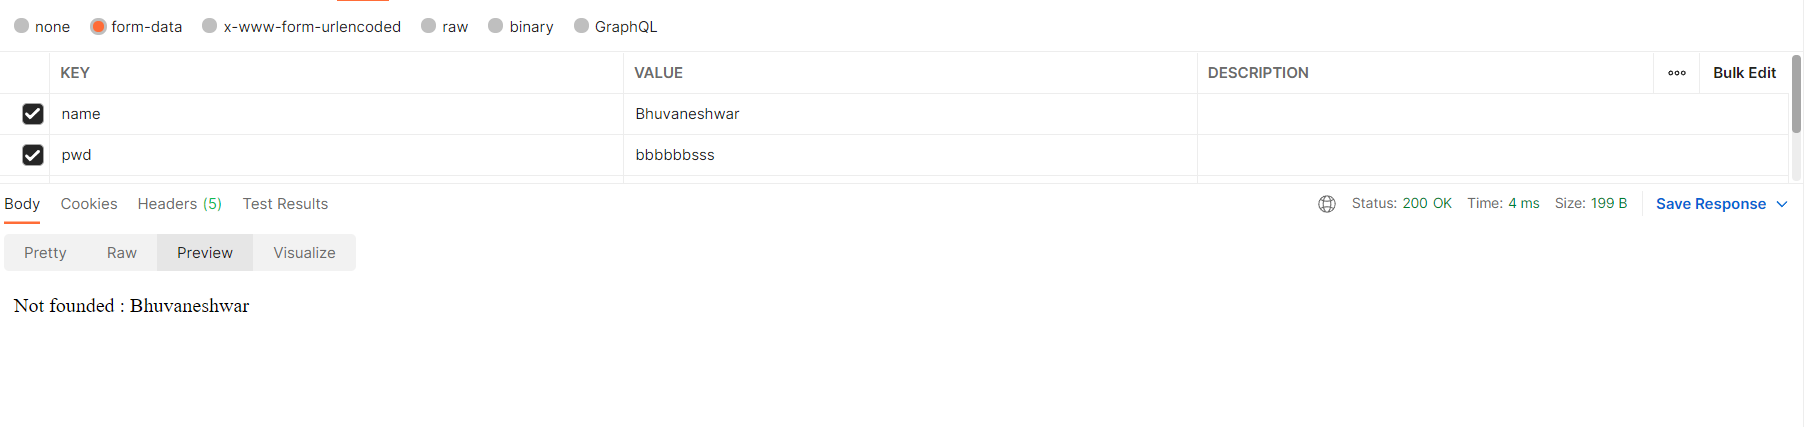 none form-data x-www-form-urlencoded raw binary GraphQL
KEY VALUE DESCRIPTION ooo Bulk Edit
name Bhuvaneshwar
pwd bbbbbbsss
Body Cookies Headers (5) Test Results Status: 200 OK Time: 4 ms Size: 199 B Save Response
Pretty Raw Preview Visualize
Not founded : Bhuvaneshwar